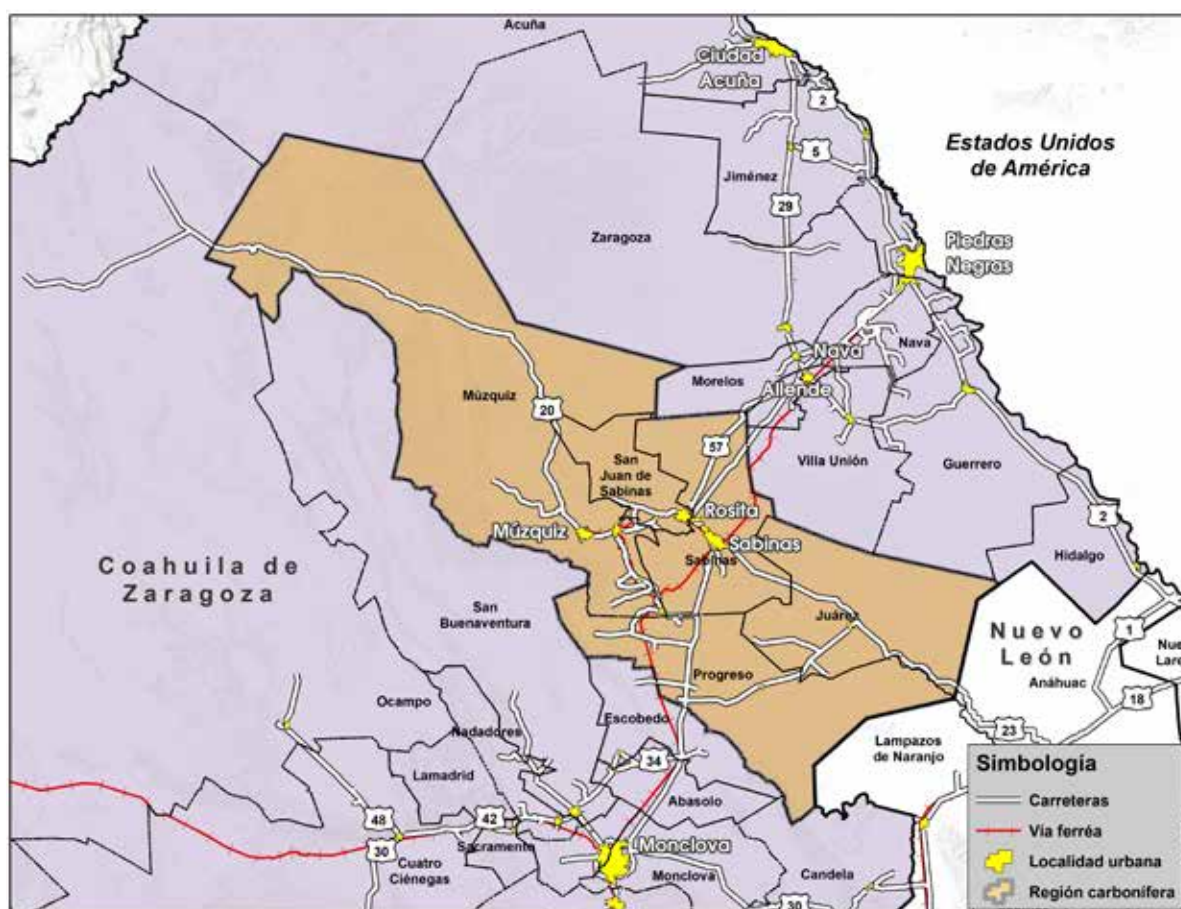 Acuña
Ciudad
Acuña
2
Estados Unidos
de América
5
Jiménez
29
Zaragoza
Piedras
Negras
Nava
Nava
Morelos
Allende
Múzquiz
20
57
San
Juan de
Sabinas
Villa Unión
Guerrero
Rosita
Múzquiz
Sabinas
Sabinas
2
Hidalgo
Coahuila de
Zaragoza
San
Buenaventura
Juárez
Nuevo
León
1
Nue
Lare
Anáhuac
18
Progreso
Ocampo
Escobedo
Nadadores
23
Lampazos
de Naranjo
34
Lamadrid
Abasolo
48
42
30
Sacramento
Cuatro
Ciénegas
Monclova
Monclova
Candela
30
Simbología
Carreteras
Vía ferréa
Localidad urbana
Región carbonífera